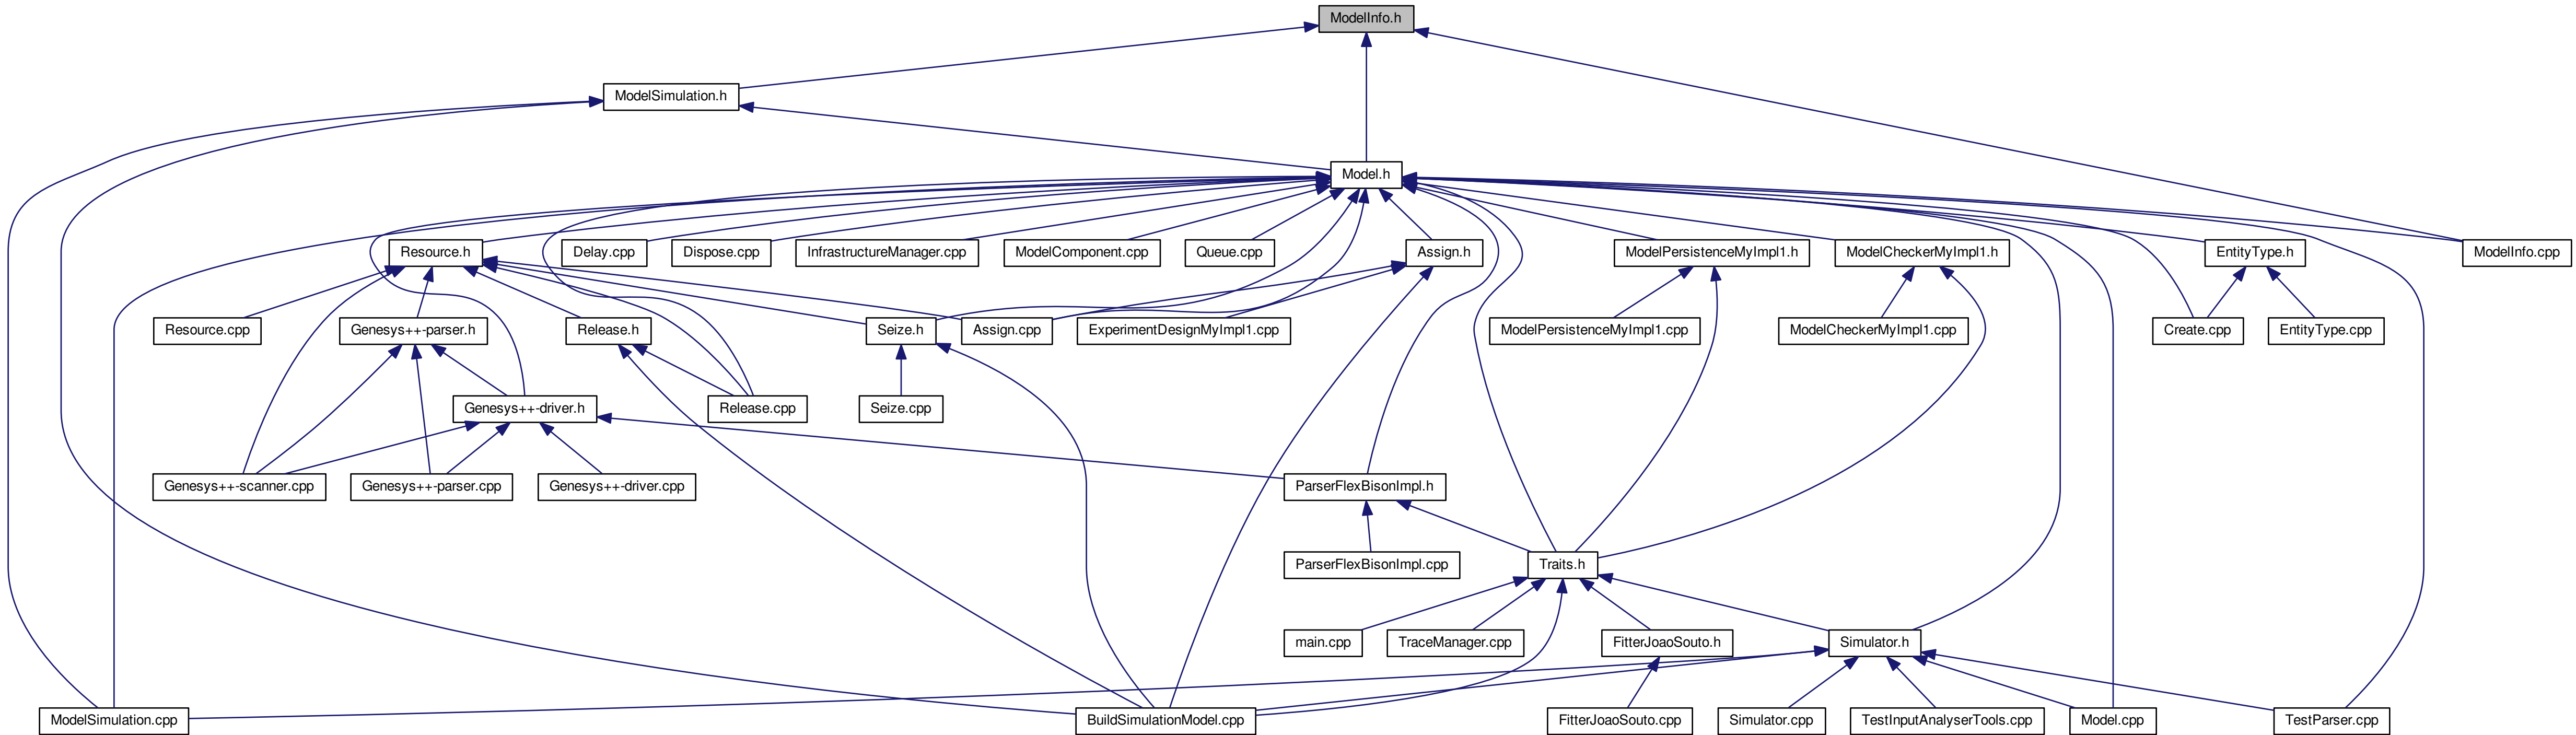 ModelInfo.h
ModelSimulation.h
Model.h
Resource.h
Delay.cpp
Dispose.cpp
InfrastructureManager.cpp
ModelComponent.cpp
Queue.cpp
Assign.h
ModelPersistenceMyImpl1.h
ModelCheckerMyImpl1.h
EntityType.h
ModelInfo.cpp
Resource.cpp
Genesys++-parser.h
Release.h
Seize.h
Assign.cpp
ExperimentDesignMyImpl1.cpp
ModelPersistenceMyImpl1.cpp
ModelCheckerMyImpl1.cpp
Create.cpp
EntityType.cpp
Genesys++-driver.h
Release.cpp
Seize.cpp
Genesys++-scanner.cpp
Genesys++-parser.cpp
Genesys++-driver.cpp
ParserFlexBisonImpl.h
ParserFlexBisonImpl.cpp
Traits.h
main.cpp
TraceManager.cpp
FitterJoaoSouto.h
Simulator.h
ModelSimulation.cpp
BuildSimulationModel.cpp
FitterJoaoSouto.cpp
Simulator.cpp
TestInputAnalyserTools.cpp
Model.cpp
TestParser.cpp